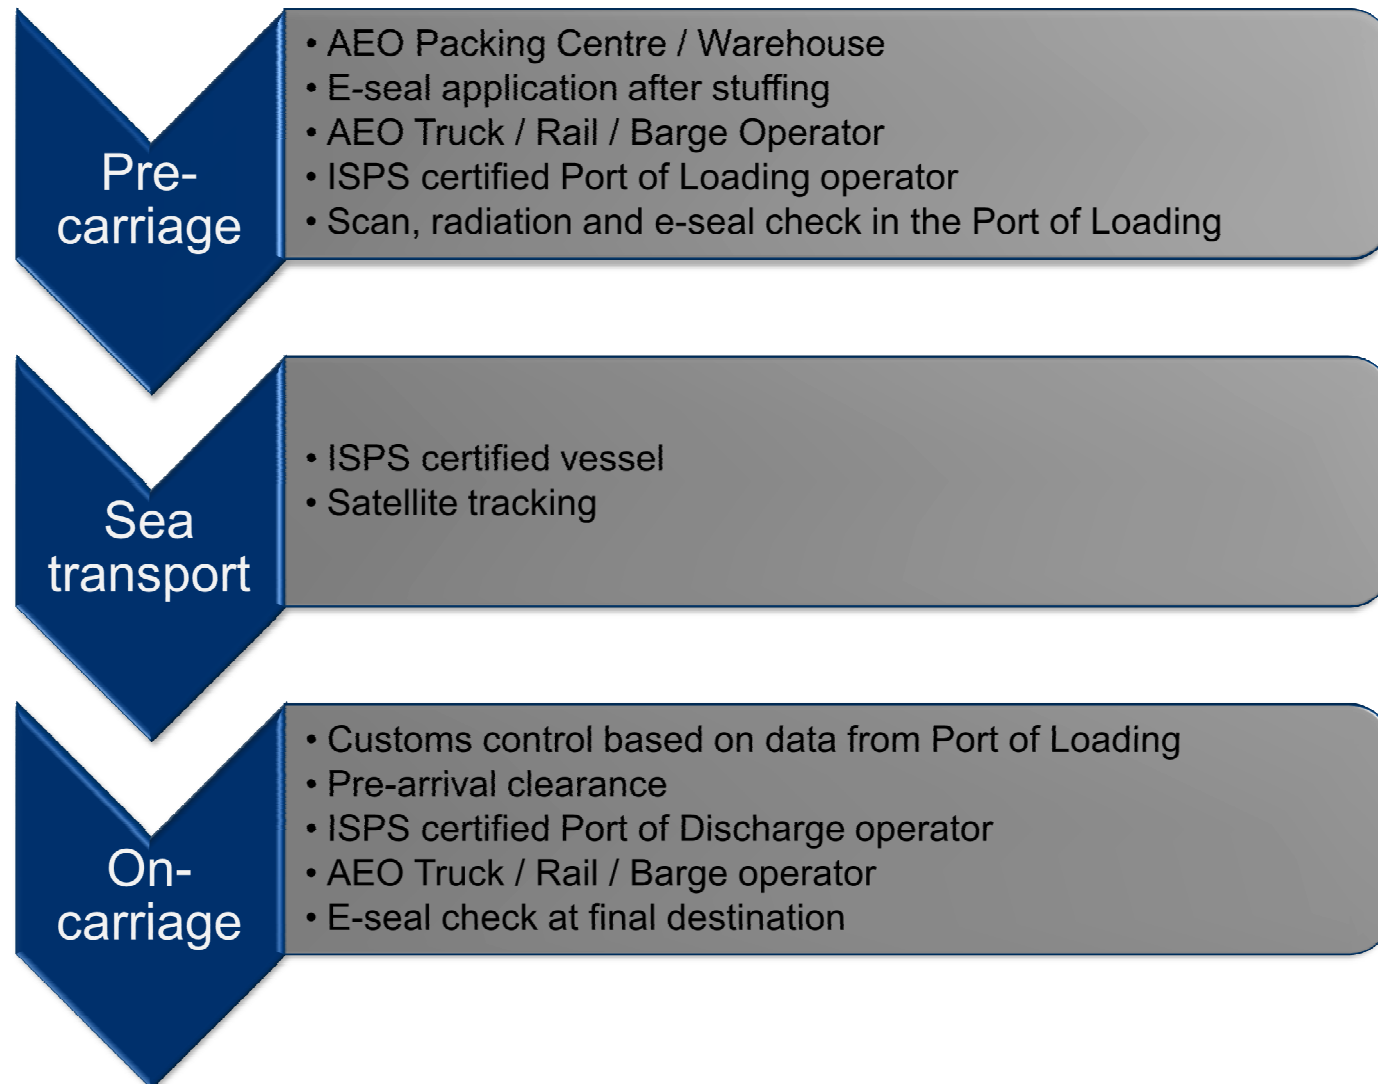 Pre-
carriage
• AEO Packing Centre / Warehouse
• E-seal application after stuffing
• AEO Truck / Rail / Barge Operator
• ISPS certified Port of Loading operator
• Scan, radiation and e-seal check in the Port of Loading
Sea
transport
• ISPS certified vessel
• Satellite tracking
On-
carriage
• Customs control based on data from Port of Loading
• Pre-arrival clearance
• ISPS certified Port of Discharge operator
• AEO Truck / Rail / Barge operator
• E-seal check at final destination